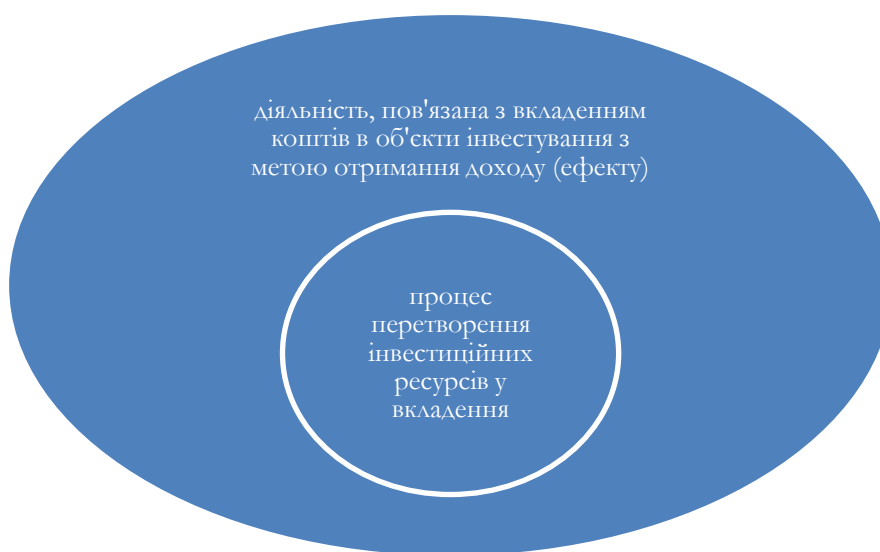 діяльність, пов'язана з вкладенням
коштів в об'єкти інвестування з
метою отримання доходу (ефекту)
процес
перетворення
інвестиційних
ресурсів у
вкладення